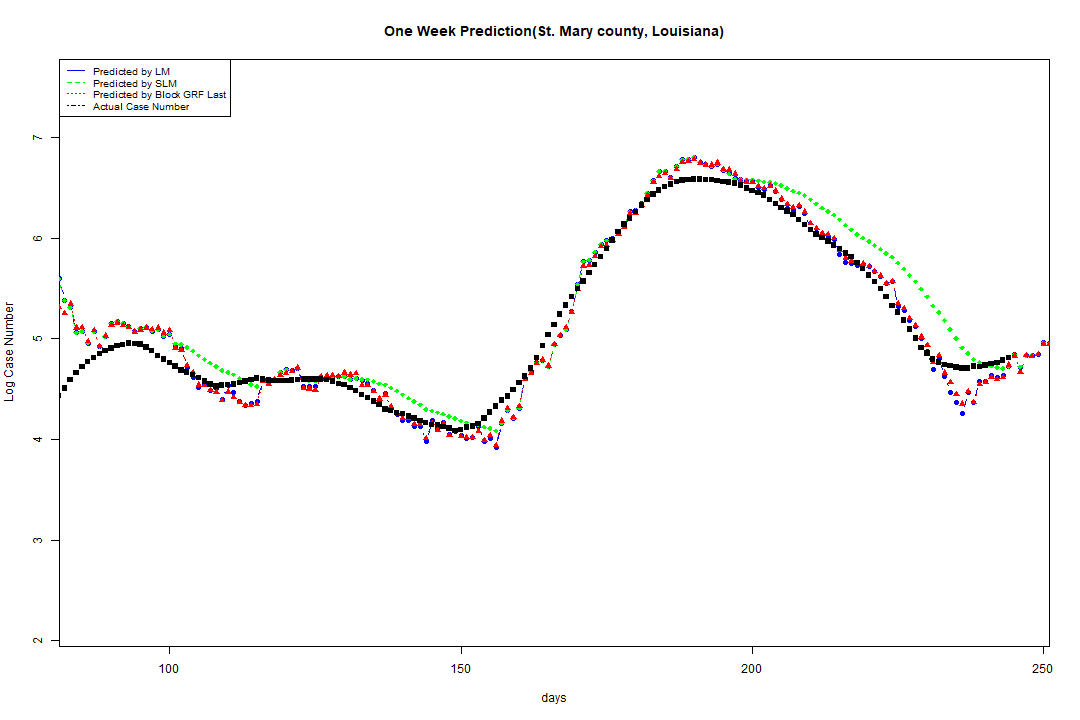 One Week Prediction(St. Mary county, Louisiana)
Predicted by LM
Predicted by SLM
Predicted by Block GRF Last
Actual Case Number
Log Case Number
7
6
5
4
3
2
100 150 200 250
days